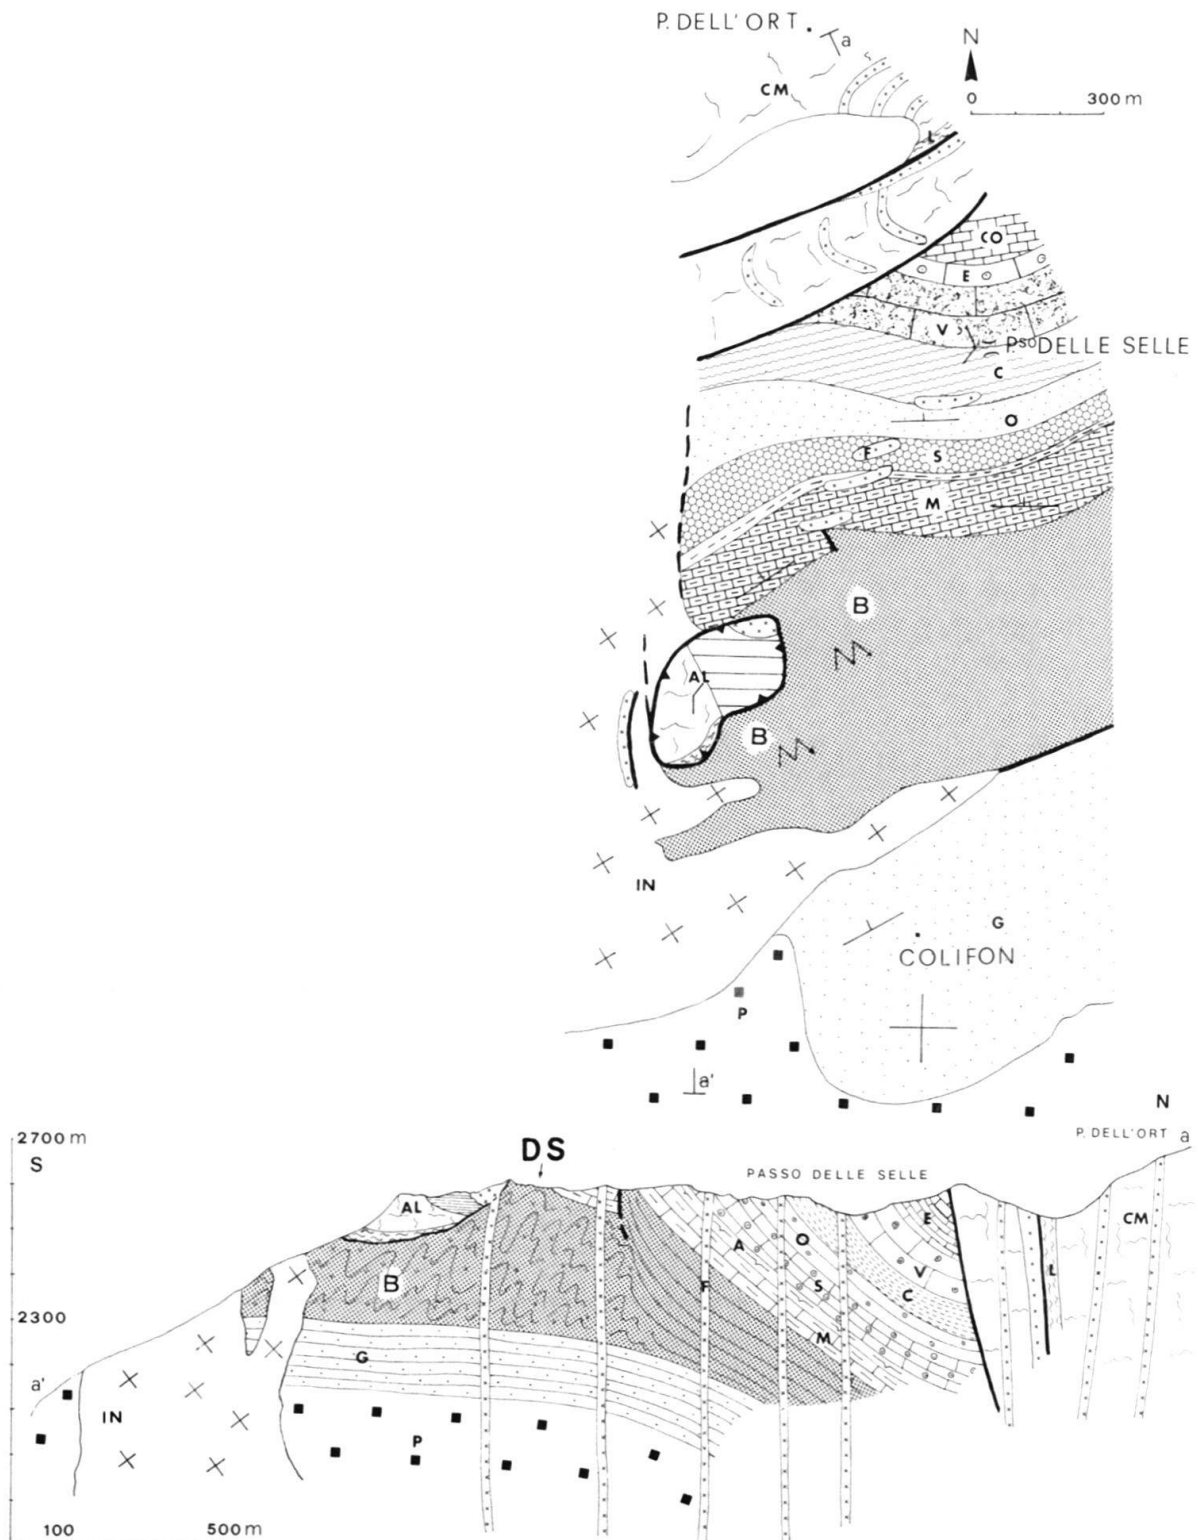 P. DELL'ORT
a
N
CM
0 300 m
L
CO
E
V
Pso DELLE SELLE
C
O
F S
M
B
AL
B
IN
G
COLIFON
P
a'
N
2700 m
S
DS
P. DELL'ORT a
PASSO DELLE SELLE
AL
E
CM
A
O
B
V
L
F
S
C
2300
M
G
a'
IN
P
100 500 m